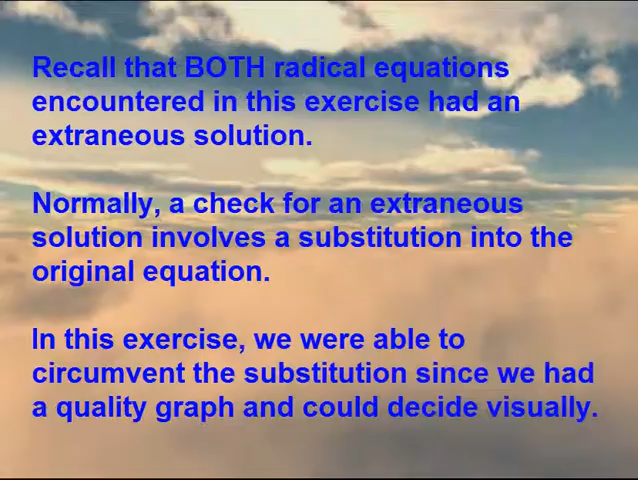 Recall that BOTH radical equations
encountered in this exercise had an
extraneous solution.
Normally, a check for an extraneous
solution involves a substitution into the
original equation.
In this exercise, we were able to
circumvent the substitution since we had
a quality graph and could decide visually.